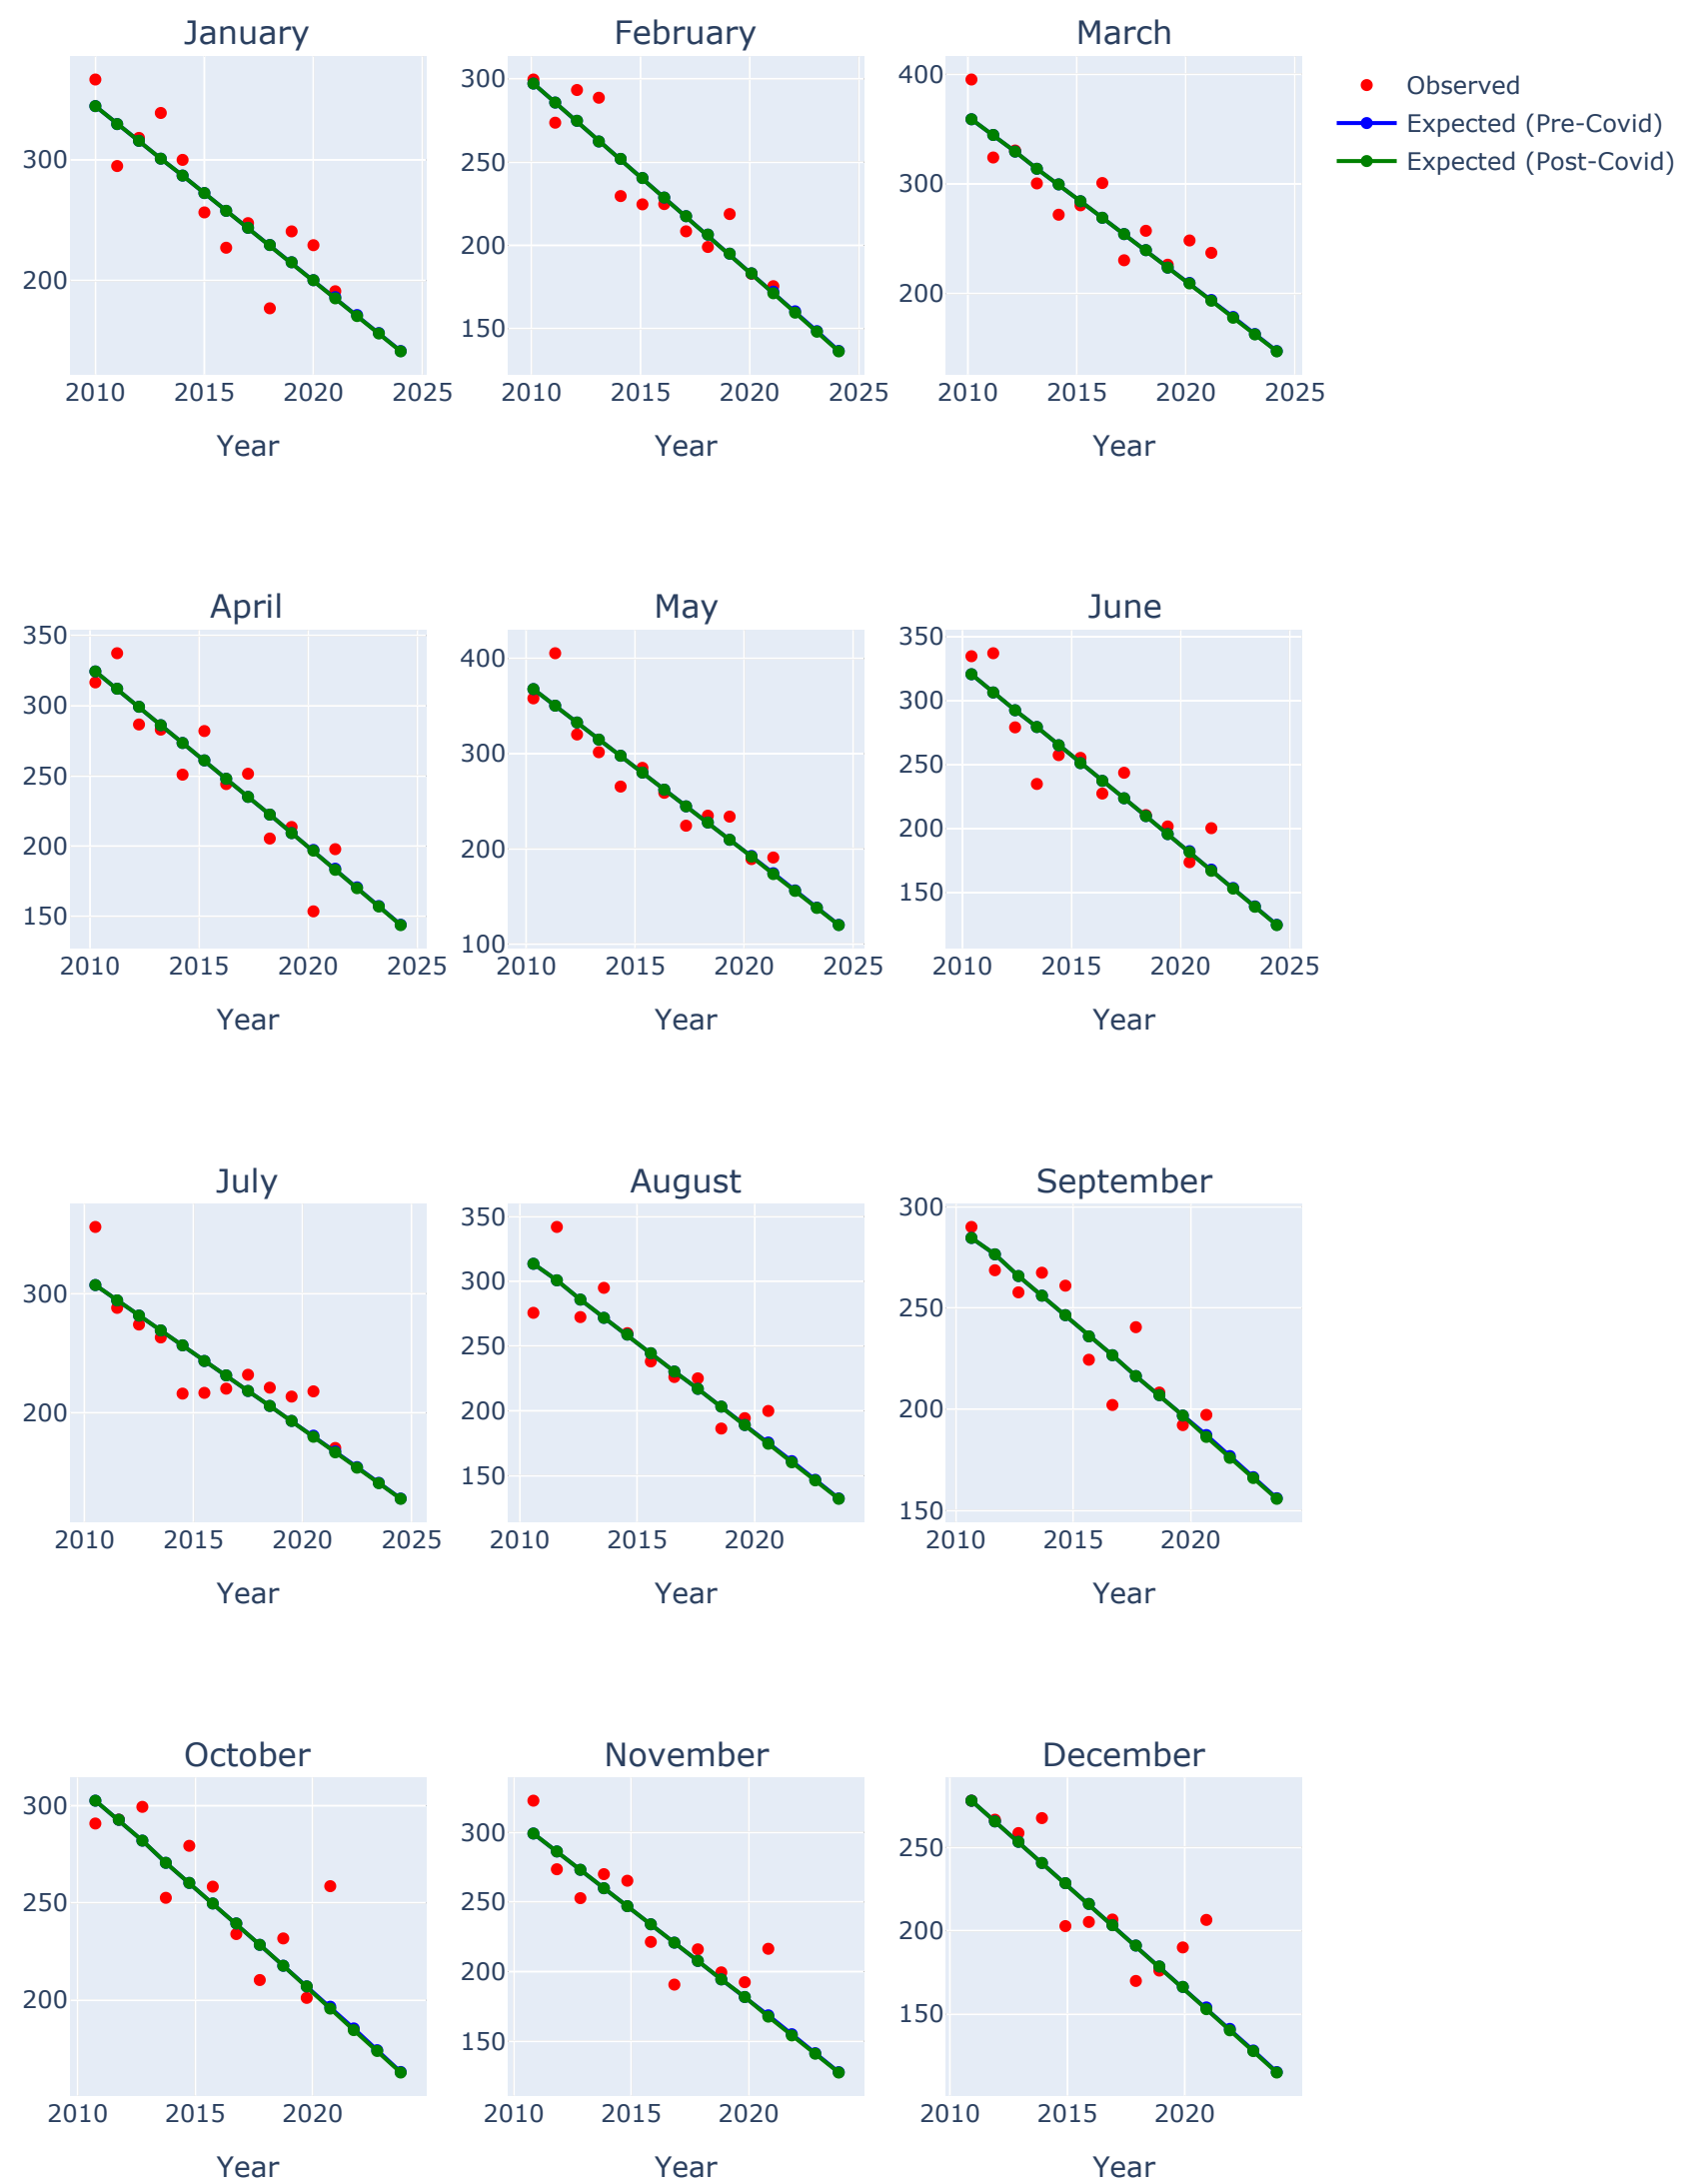 January February March
Observed
Expected (Pre-Covid)
Expected (Post-Covid)
300
200
2010 2015 2020 2025
Year
300
250
200
150
2010 2015 2020 2025
Year
400
300
200
2010 2015 2020 2025
Year
April May June
350
300
250
200
150
2010 2015 2020 2025
Year
400
300
200
100
2010 2015 2020 2025
Year
350
300
250
200
150
2010 2015 2020 2025
Year
July August September
300
200
2010 2015 2020 2025
Year
350
300
250
200
150
2010 2015 2020
Year
300
250
200
150
2010 2015 2020
Year
October November December
300
250
200
2010 2015 2020
Year
300
250
200
150
2010 2015 2020
Year
250
200
150
2010 2015 2020
Year